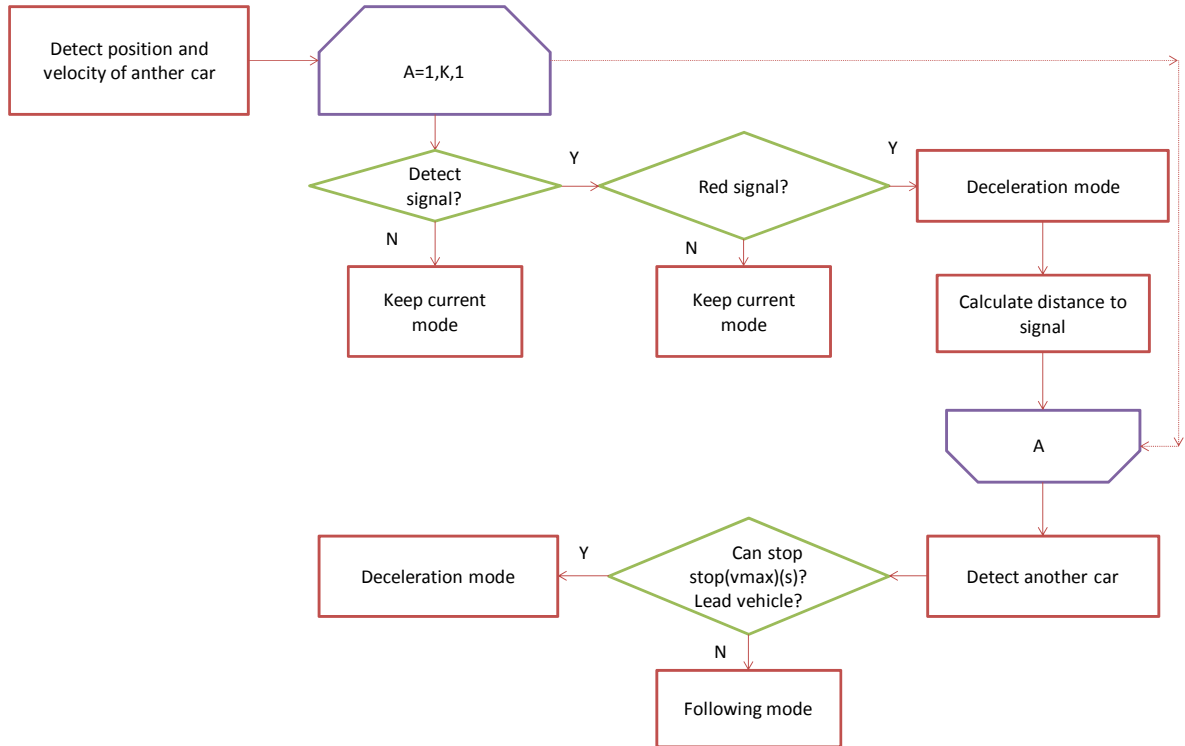 Detect position and
velocity of anther car
A=1,K,1
Detect
signal?
Y
Red signal?
Y
Deceleration mode
N
N
Keep current
mode
Keep current
mode
Calculate distance to
signal
A
Can stop
stop(vmax)(s)?
Lead vehicle?
Y
Deceleration mode
Detect another car
N
Following mode